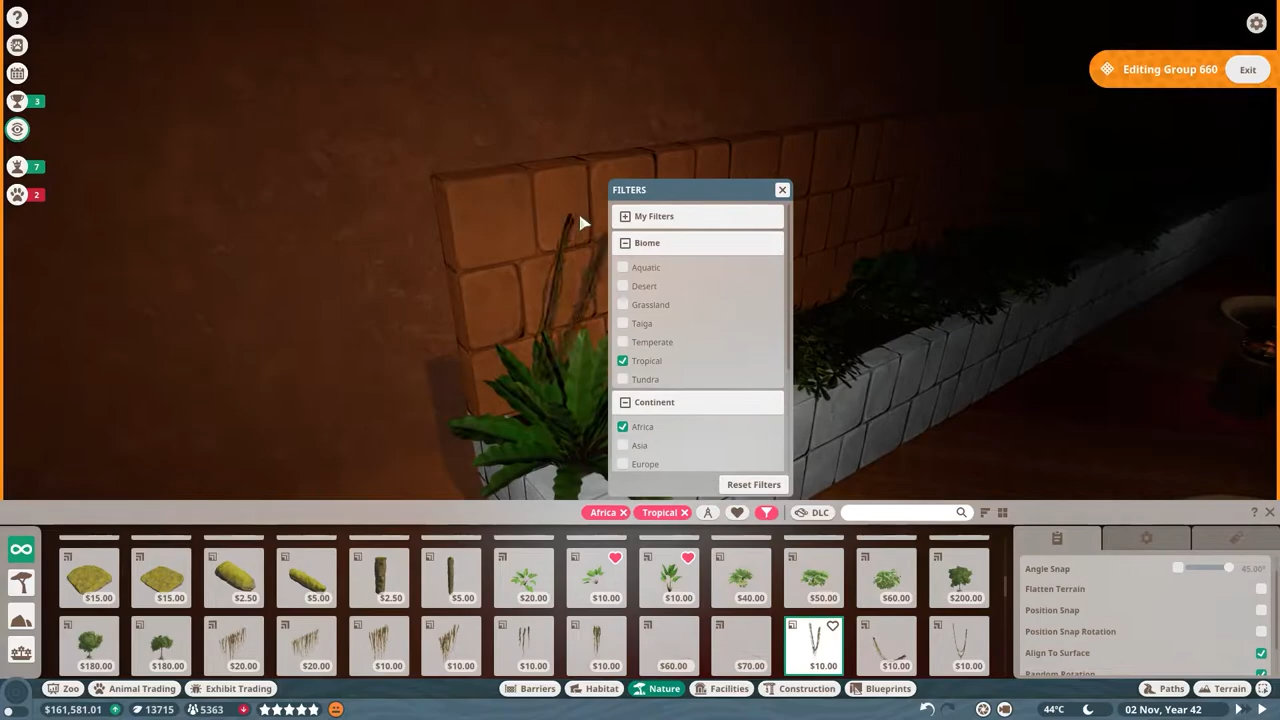 ?
Editing Group 660
Exit
3
7
2
FILTERS
My Filters
Biome
Aquatic
Desert
Grassland
Taiga
Temperate
Tropical
Tundra
Continent
Africa
Asia
Europe
Reset Filters
Africa
Tropical
DLC
?
$15.00 $15.00 $2.50 $5.00 $2.50 $5.00 $20.00 $10.00 $10.00 $40.00 $50.00 $60.00 $200.00
$180.00 $180.00 $20.00 $20.00 $10.00 $10.00 $10.00 $10.00 $60.00 $70.00 $10.00 $10.00 $10.00
Angle Snap 45.00°
Flatten Terrain
Position Snap
Position Snap Rotation
Align To Surface
Random Rotation
Zoo Animal Trading Exhibit Trading Barriers Habitat Nature Facilities Construction Blueprints Paths Terrain
$161,581.01 13715 5363 44°C 02 Nov, Year 42